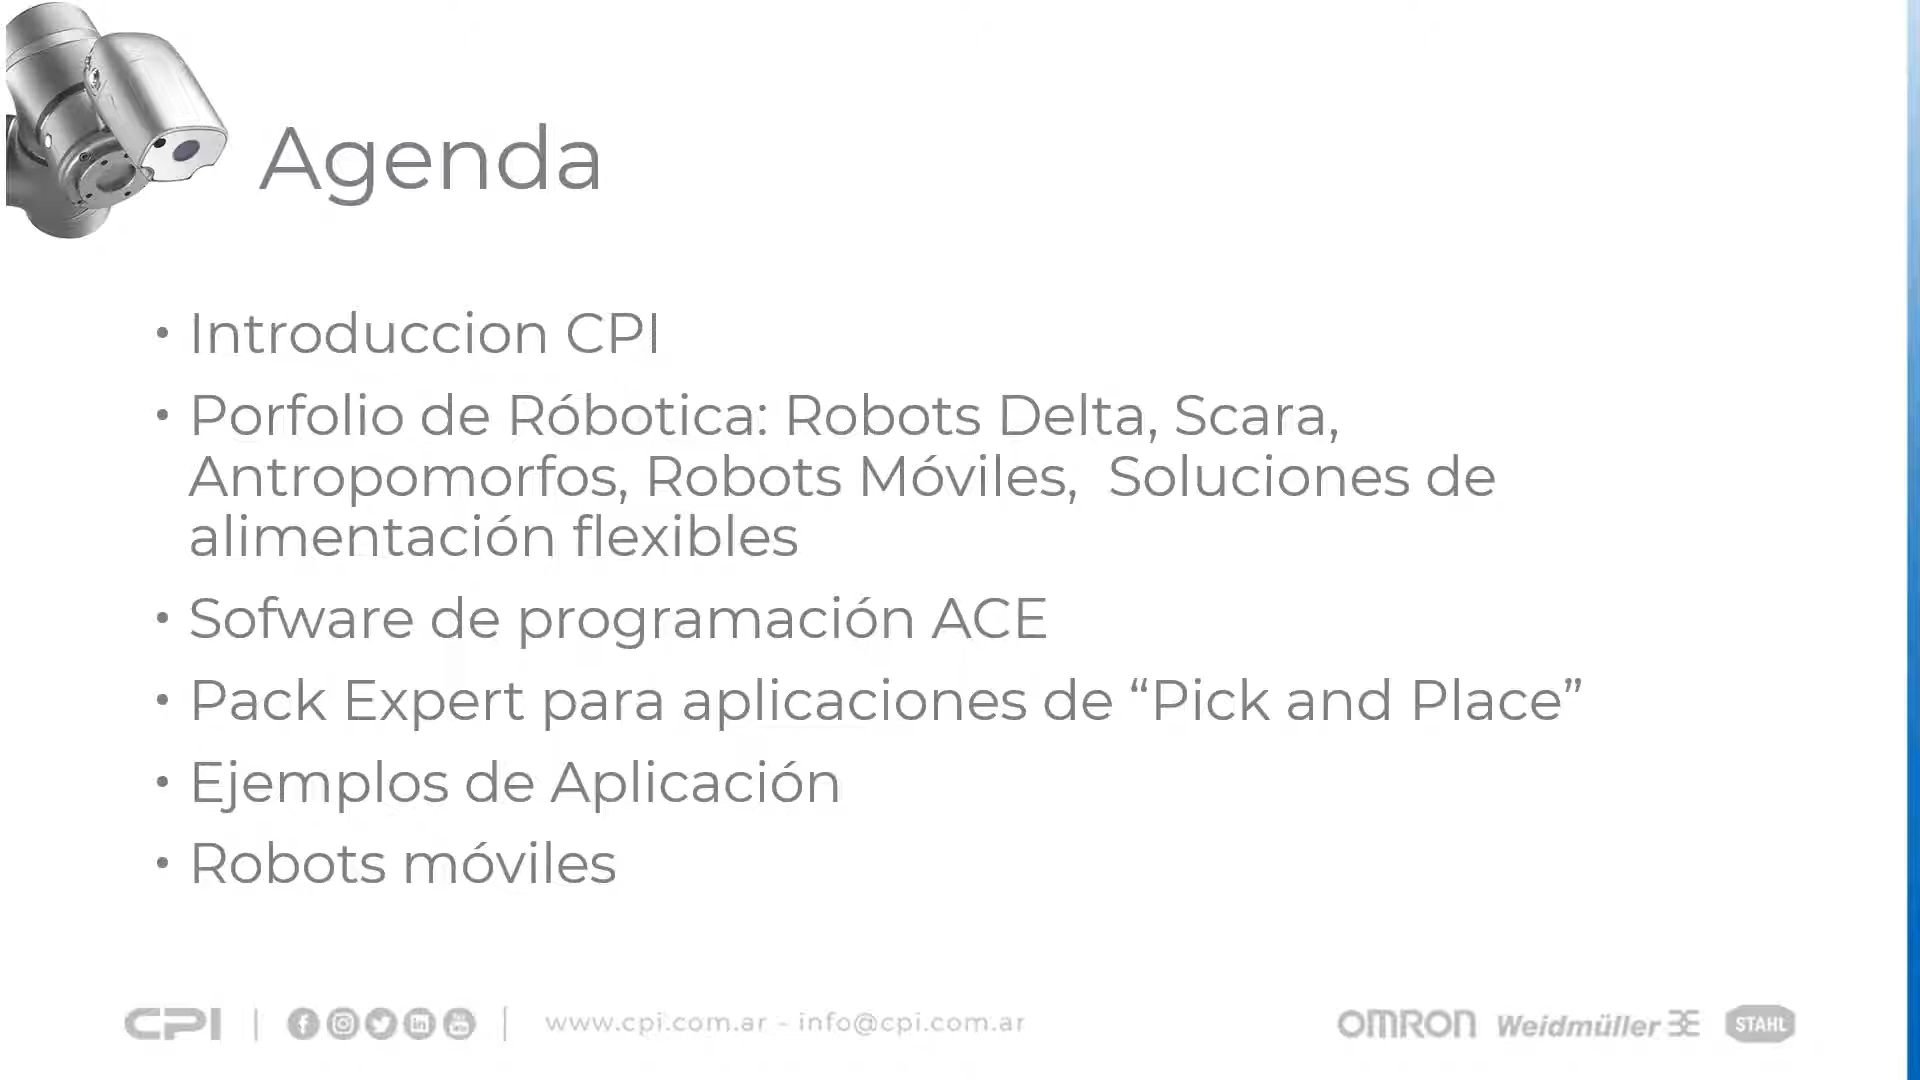 Agenda
• Introduccion CPI
• Porfolio de Róbotica: Robots Delta, Scara,
Antropomorfos, Robots Móviles,  Soluciones de
alimentación flexibles
• Sofware de programación ACE
• Pack Expert para aplicaciones de “Pick and Place”
• Ejemplos de Aplicación
• Robots móviles
CPI | | www.cpi.com.ar - info@cpi.com.ar OMRON Weidmüller STAHL